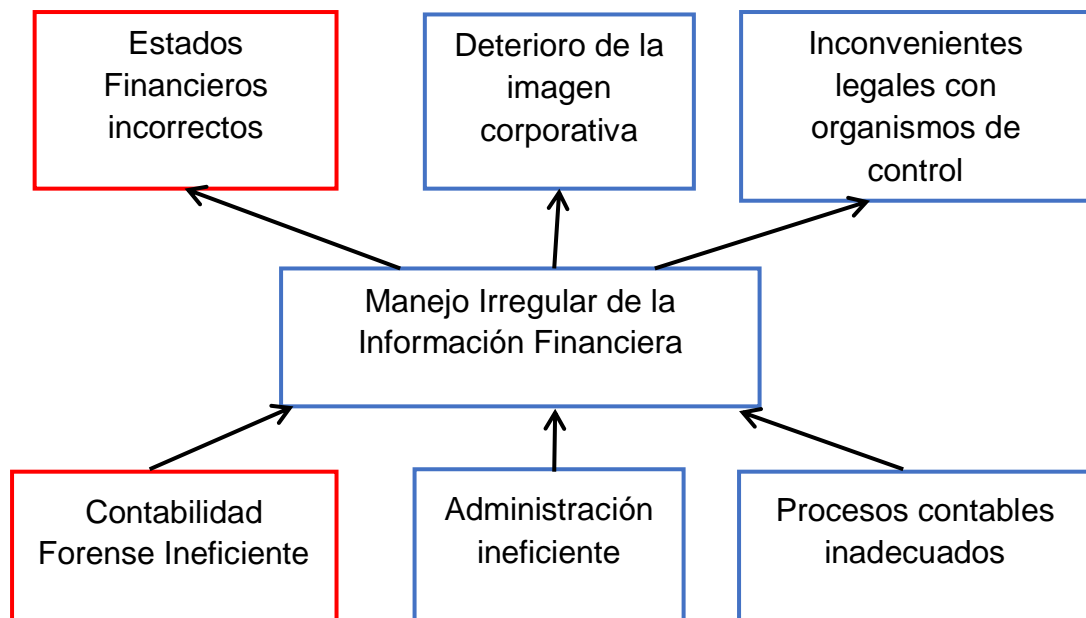 Estados
Financieros
incorrectos
Deterioro de la
imagen
corporativa
Inconvenientes
legales con
organismos de
control
Manejo Irregular de la
Información Financiera
Contabilidad
Forense Ineficiente
Administración
ineficiente
Procesos contables
inadecuados